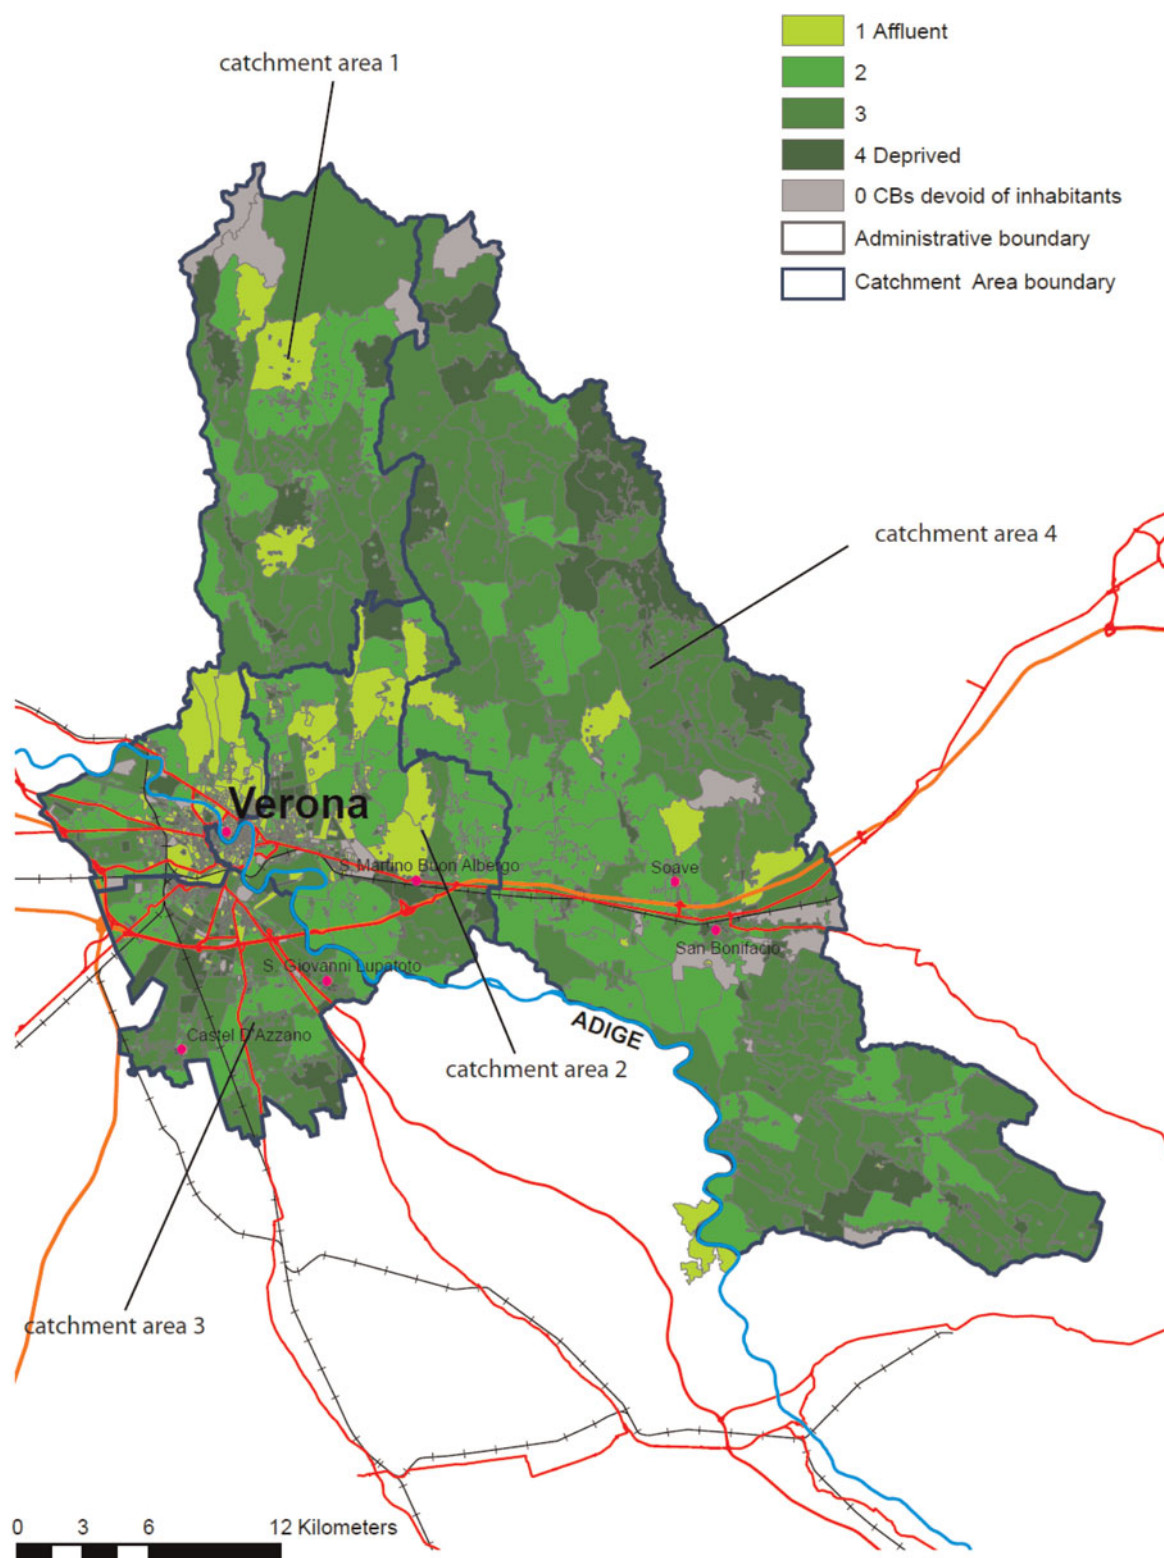 1 Affluent
2
3
4 Deprived
0 CBs devoid of inhabitants
Administrative boundary
Catchment Area boundary
catchment area 1
catchment area 4
Verona
S. Martino Buon Albergo
Soave
San Bonifacio
S. Giovanni Lupatoto
ADIGE
Castel D'Azzano
catchment area 2
catchment area 3
0 3 6 12 Kilometers